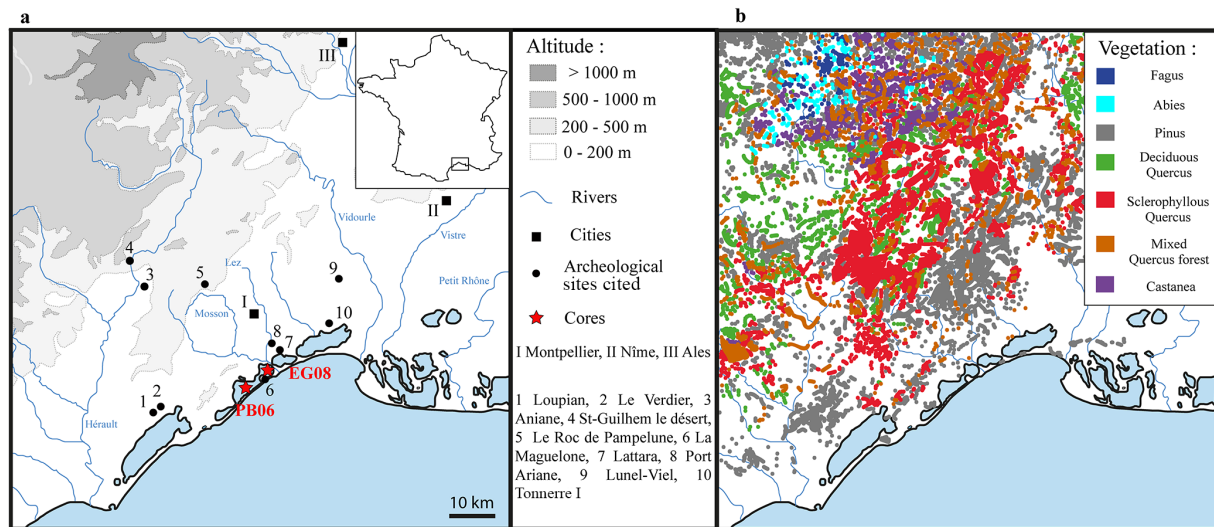 a
b
III
II
Vidourle
Vistre
4
3
5
Lez
9
Petit Rhône
I
Mosson
10
8
7
EG08
6
PB06
1
2
Hérault
10 km
Altitude :
> 1000 m
500 - 1000 m
200 - 500 m
0 - 200 m
Rivers
Cities
Archeological
sites cited
Cores
I Montpellier, II Nîme, III Ales
1 Loupian, 2 Le Verdier, 3
Aniane, 4 St-Guilhem le désert,
5 Le Roc de Pampelune, 6 La
Maguelone, 7 Lattara, 8 Port
Ariane, 9 Lunel-Viel, 10
Tonnerre I
Vegetation :
Fagus
Abies
Pinus
Deciduous
Quercus
Sclerophyllous
Quercus
Mixed
Quercus forest
Castanea